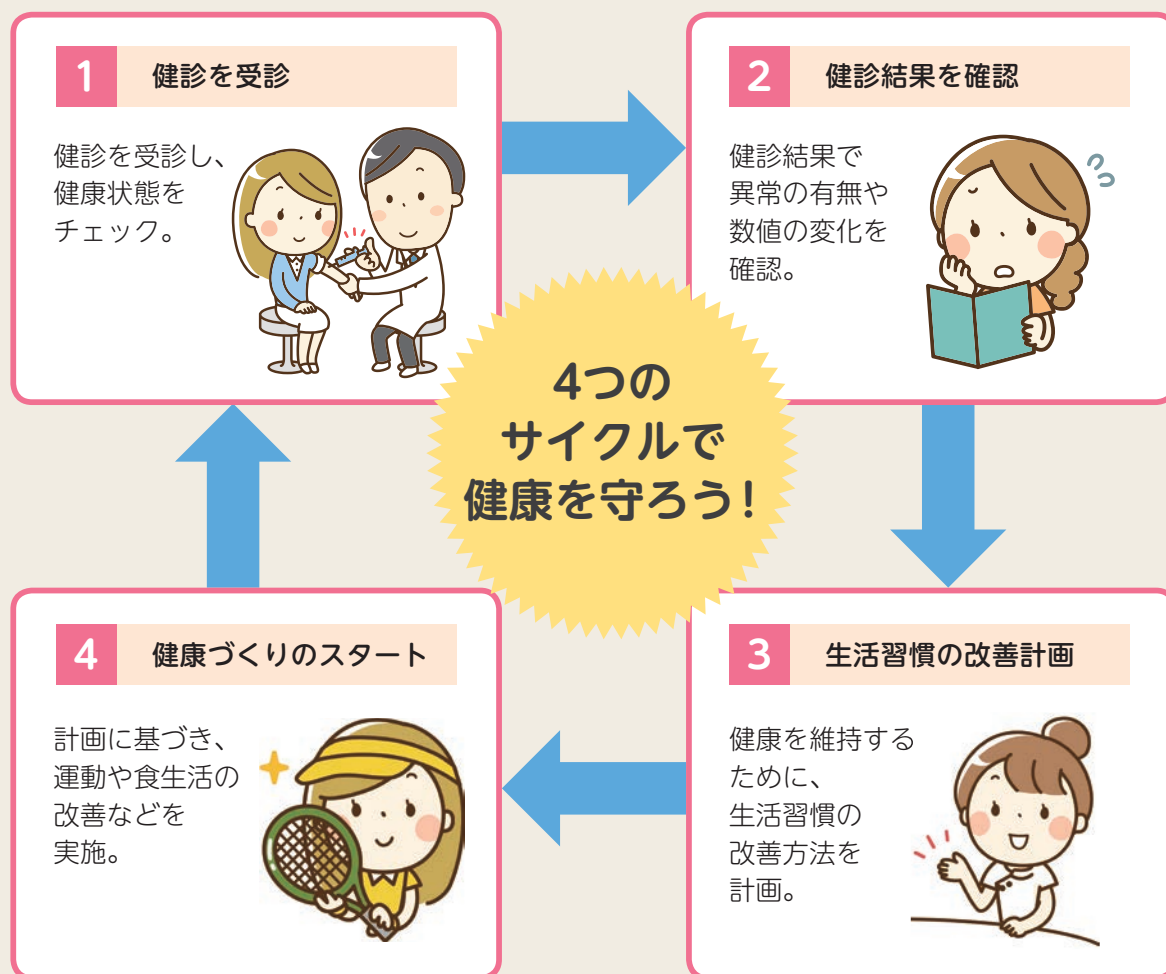 1 健診を受診
健診を受診し、
健康状態を
チェック。
2 健診結果を確認
健診結果で
異常の有無や
数値の変化を
確認。
4つの
サイクルで
健康を守ろう！
3 生活習慣の改善計画
健康を維持する
ために、
生活習慣の
改善方法を
計画。
4 健康づくりのスタート
計画に基づき、
運動や食生活の
改善などを
実施。